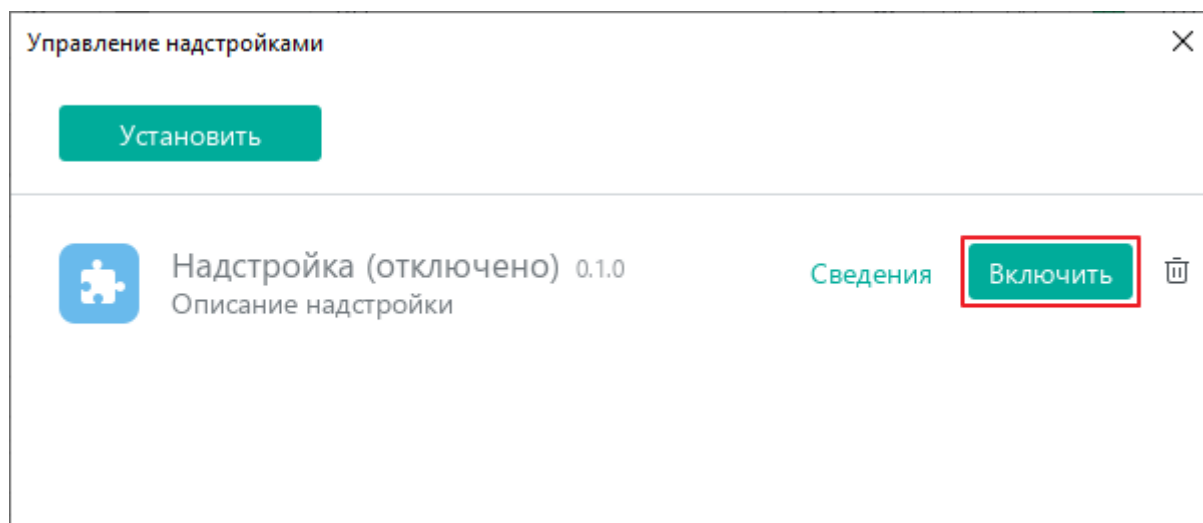 Управление надстройками
Установить
Надстройка (отключено) 0.1.0
Сведения
Включить
Описание надстройки